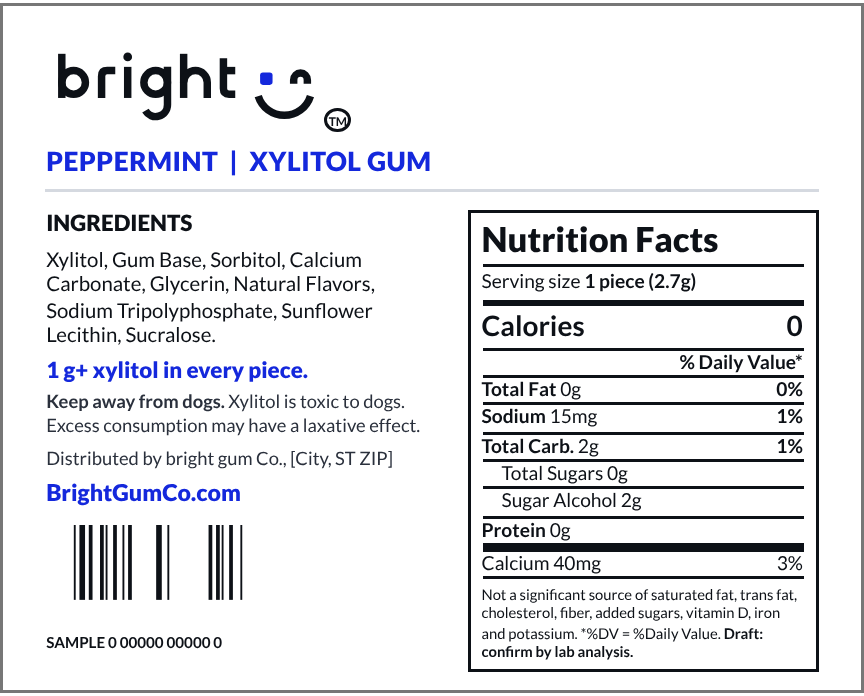 bright
TM
PEPPERMINT | XYLITOL GUM
INGREDIENTS
Xylitol, Gum Base, Sorbitol, Calcium
Carbonate, Glycerin, Natural Flavors,
Sodium Tripolyphosphate, Sunflower
Lecithin, Sucralose.
1 g+ xylitol in every piece.
Keep away from dogs. Xylitol is toxic to dogs.
Excess consumption may have a laxative effect.
Distributed by bright gum Co., [City, ST ZIP]
BrightGumCo.com
SAMPLE 0 00000 00000 0
Nutrition Facts
Serving size 1 piece (2.7g)
Calories 0
% Daily Value*
Total Fat 0g 0%
Sodium 15mg 1%
Total Carb. 2g 1%
Total Sugars 0g
Sugar Alcohol 2g
Protein 0g
Calcium 40mg 3%
Not a significant source of saturated fat, trans fat,
cholesterol, fiber, added sugars, vitamin D, iron
and potassium. *%DV = %Daily Value. Draft:
confirm by lab analysis.